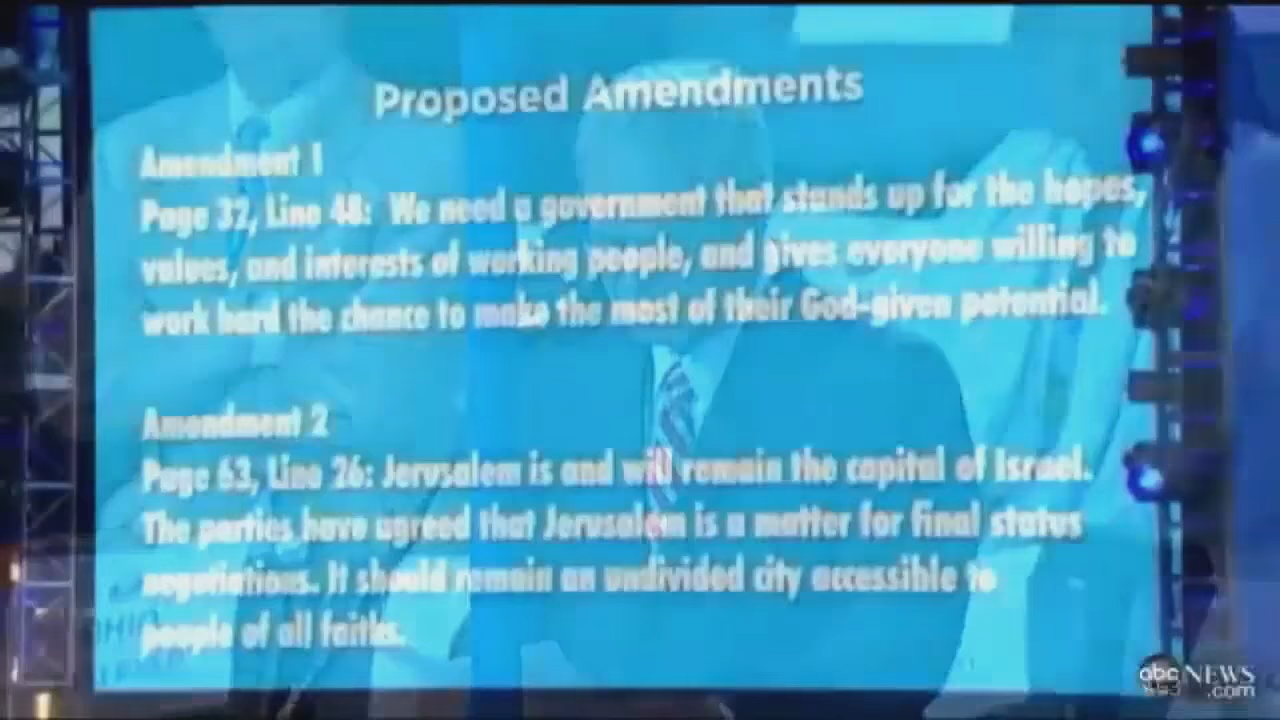 Proposed Amendments
Amendment 1
Page 32, Line 48: We need a government that stands up for the hopes,
values, and interests of working people, and gives everyone willing to
work hard the chance to make the most of their God-given potential.
Amendment 2
Page 63, Line 26: Jerusalem is and will remain the capital of Israel.
The parties have agreed that Jerusalem is a matter for final status
negotiations. It should remain an undivided city accessible to
people of all faiths.
OHIO
abc NEWS
.com